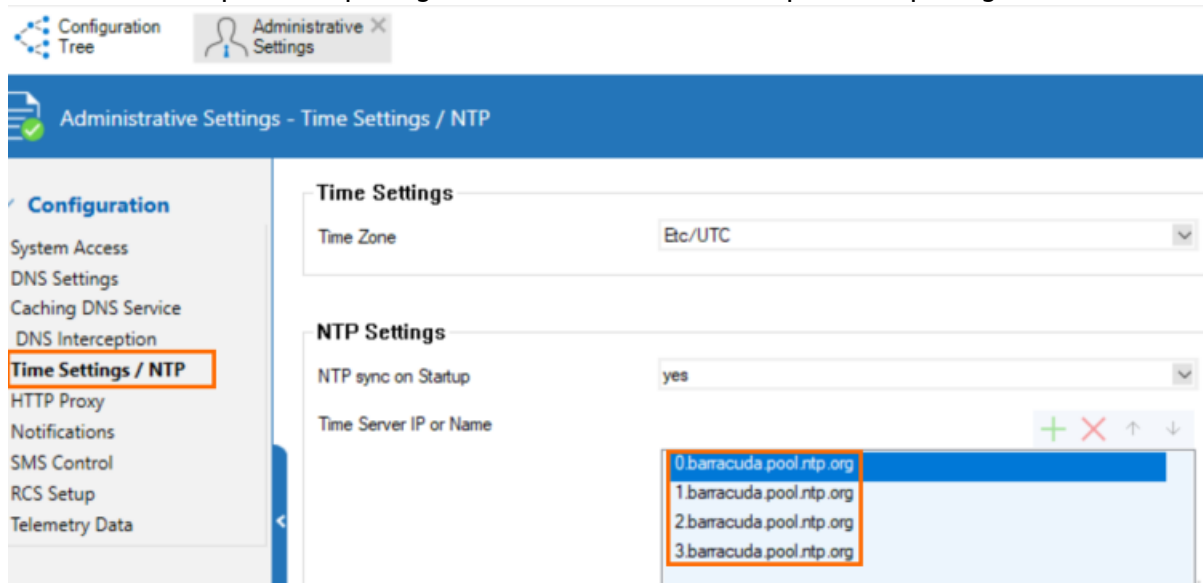 Configuration
Tree
Administrative
Settings
Administrative Settings - Time Settings / NTP
Configuration
System Access
DNS Settings
Caching DNS Service
DNS Interception
Time Settings / NTP
HTTP Proxy
Notifications
SMS Control
RCS Setup
Telemetry Data
Time Settings
Time Zone
Etc/UTC
NTP Settings
NTP sync on Startup
yes
Time Server IP or Name
0.barracuda.pool.ntp.org
1.barracuda.pool.ntp.org
2.barracuda.pool.ntp.org
3.barracuda.pool.ntp.org